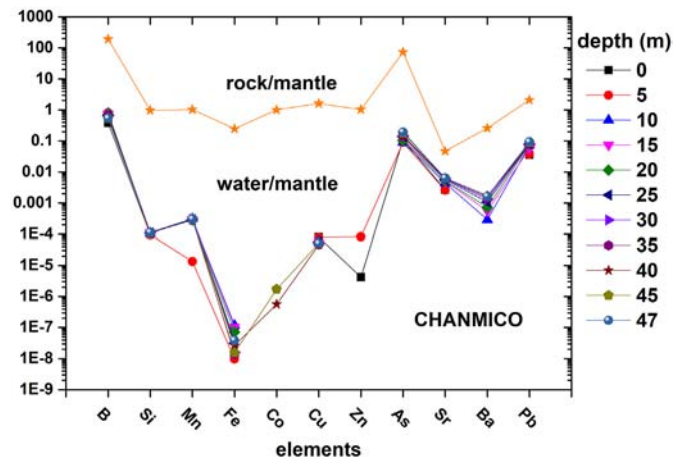 1000
100
10
1
0.1
0.01
0.001
1E-4
1E-5
1E-6
1E-7
1E-8
1E-9
rock/mantle
water/mantle
CHANMICO
B Si Mn Fe Co Cu Zn As Sr Ba Pb
elements
depth (m)
0
5
10
15
20
25
30
35
40
45
47